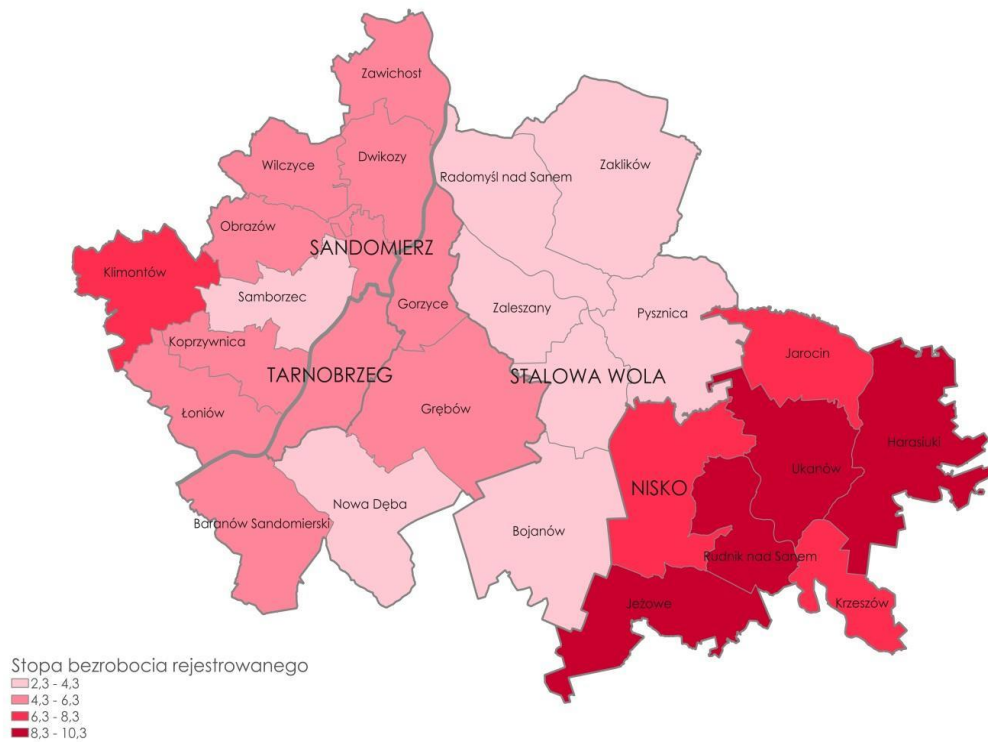 Zawichost
Dwikozy
Wilczyce
Radomyśl nad Sanem
Zaklików
Obrazów
SANDOMIERZ
Klimontów
Samborzec
Gorzyce
Zaleszany
Pysznica
Koprzywnica
Jarocin
TARNOBRZEG
STALOWA WOLA
Łoniów
Grębów
Harasiuki
Ukanów
NISKO
Nowa Dęba
Baranów Sandomierski
Bojanów
Rudnik nad Sanem
Jeżowe
Krzeszów
Stopa bezrobocia rejestrowanego
2,3 - 4,3
4,3 - 6,3
6,3 - 8,3
8,3 - 10,3